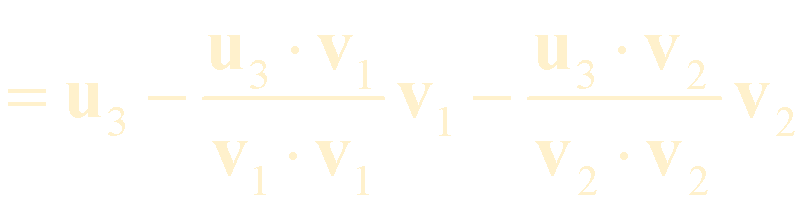 = u₃ − (u₃ · v₁)/(v₁ · v₁) v₁ − (u₃ · v₂)/(v₂ · v₂) v₂